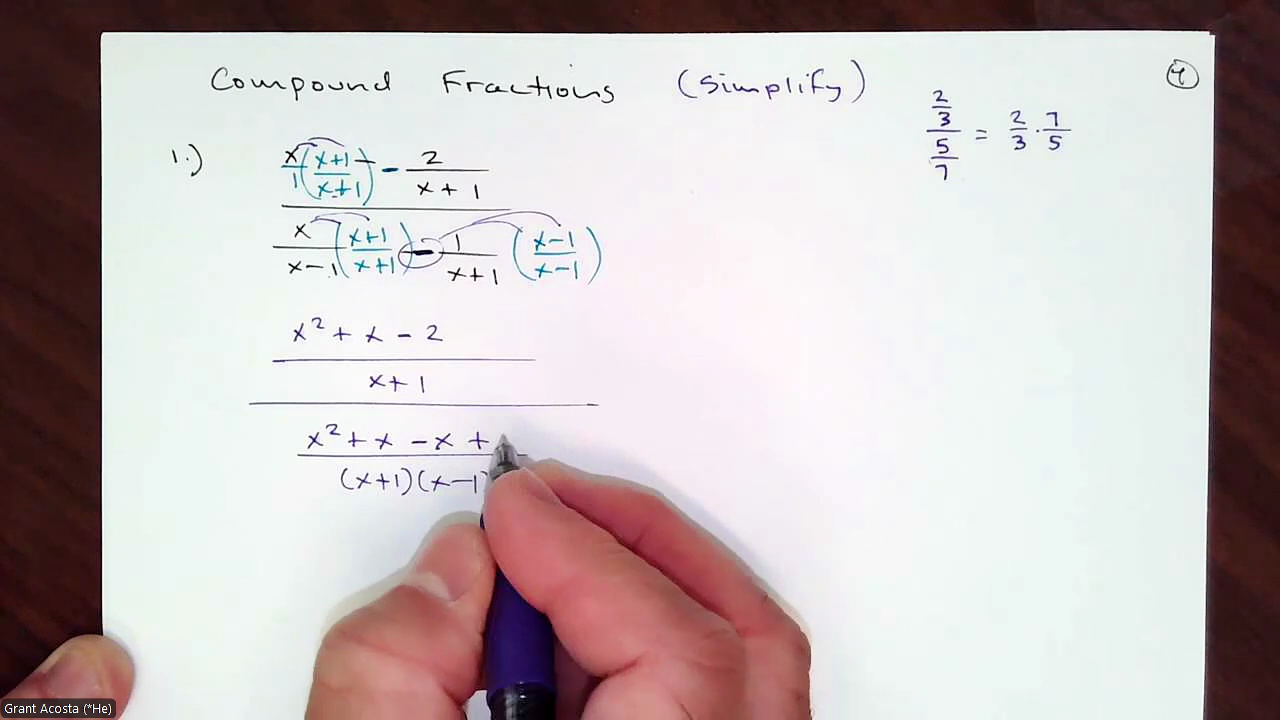 Compound Fractions (Simplify) 4
2/3 / 5/7 = 2/3 · 7/5
1.) x/1 (x+1/x+1) - 2/x+1
x/x-1 (x+1/x+1) - 1/x+1 (x-1/x-1)
x² + x - 2
x+1
x² + x - x +
(x+1)(x-1)
Grant Acosta (*He)